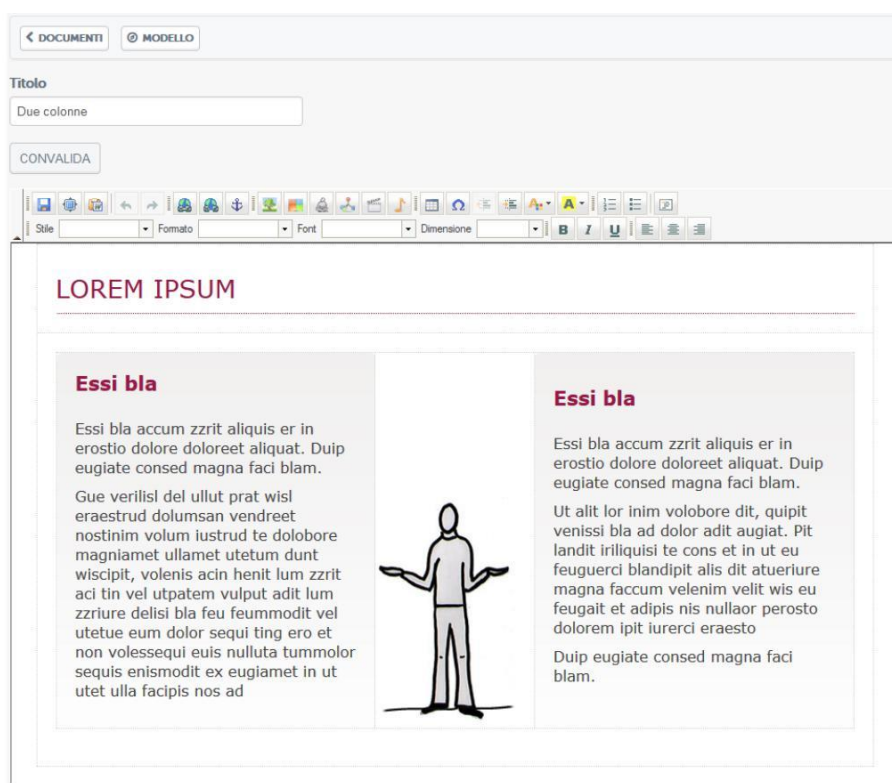 DOCUMENTI MODELLO
Titolo
Due colonne
CONVALIDA
Stile Formato Font Dimensione B I U
LOREM IPSUM
Essi bla
Essi bla accum zzrit aliquis er in
erostio dolore doloreet aliquat. Duip
eugiate consed magna faci blam.
Gue verilisl del ullut prat wisl
eraestrud dolumsan vendreet
nostinim volum iustrud te dolobore
magniamet ullamet utetum dunt
wiscipit, volenis acin henit lum zzrit
aci tin vel utpatem vulput adit lum
zzriure delisi bla feu feummodit vel
utetue eum dolor sequi ting ero et
non volessequi euis nulluta tummolor
sequis enismodit ex eugiamet in ut
utet ulla facipis nos ad
Essi bla
Essi bla accum zzrit aliquis er in
erostio dolore doloreet aliquat. Duip
eugiate consed magna faci blam.
Ut alit lor inim volobore dit, quipit
venissi bla ad dolor adit augiat. Pit
landit iriliquisi te cons et in ut eu
feuguerci blandipit alis dit atueriure
magna faccum velenim velit wis eu
feugait et adipis nis nullaor perosto
dolorem ipit iurerci eraesto
Duip eugiate consed magna faci
blam.